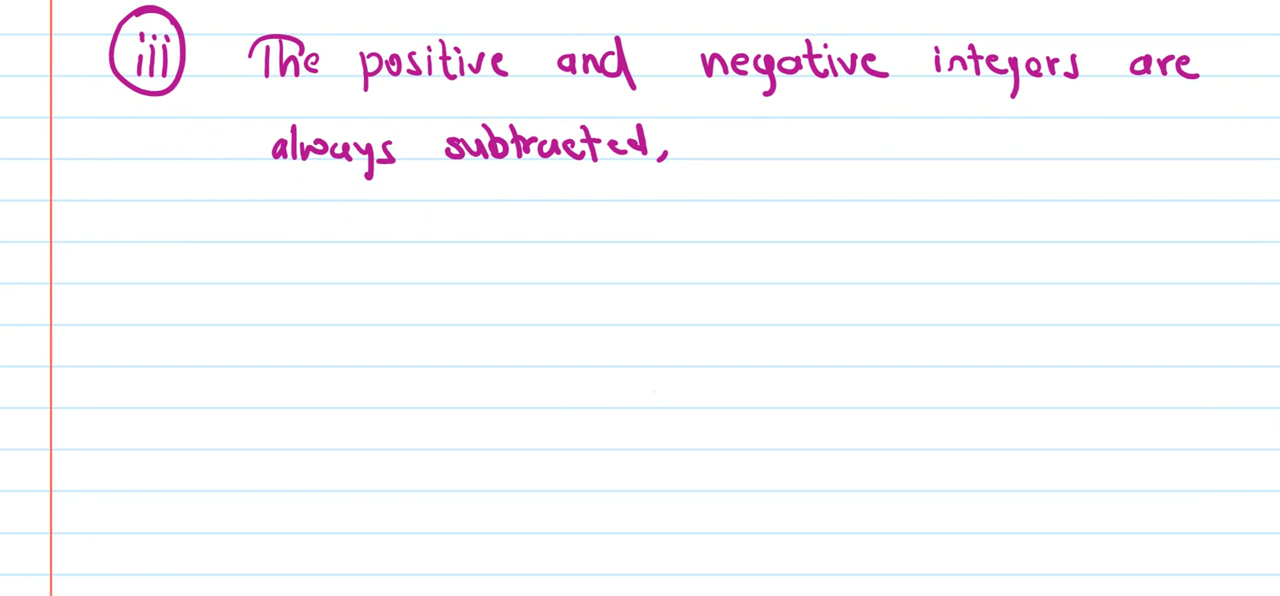 iii The positive and negative integers are
always subtracted,